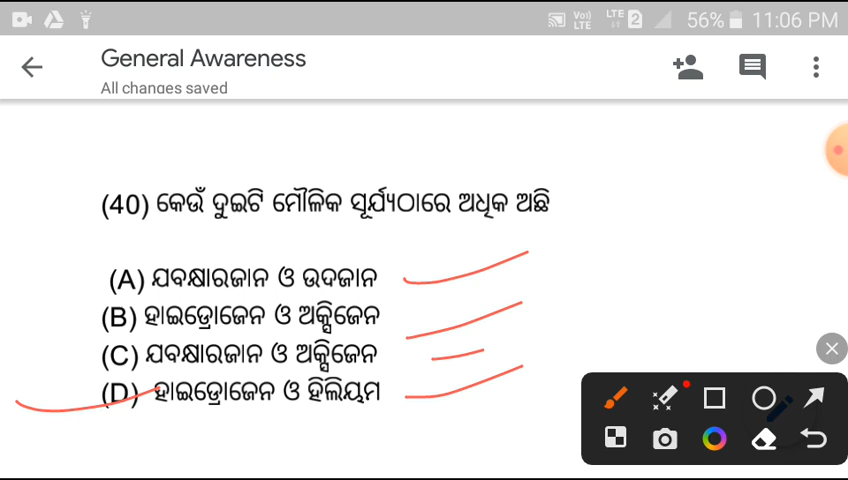 Vo) LTE LTE 2 56% 11:06 PM
General Awareness
All changes saved
(40) କେଉଁ ଦୁଇଟି ମୌଳିକ ସୂର୍ଯ୍ୟଠାରେ ଅଧିକ ଅଛି
(A) ଯବକ୍ଷାରଜାନ ଓ ଉଦଜାନ
(B) ହାଇଡ୍ରୋଜେନ ଓ ଅକ୍ସିଜେନ
(C) ଯବକ୍ଷାରଜାନ ଓ ଅକ୍ସିଜେନ
(D) ହାଇଡ୍ରୋଜେନ ଓ ହିଲିୟମ